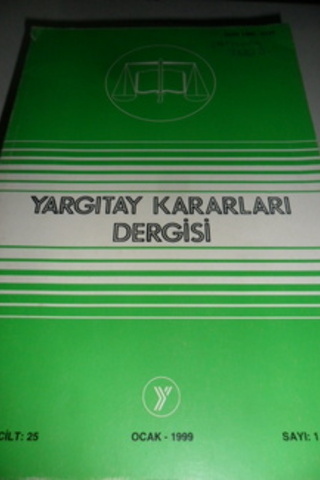 YARGITAY KARARLARI
DERGİSİ
CİLT: 25 OCAK - 1999 SAYI: 1